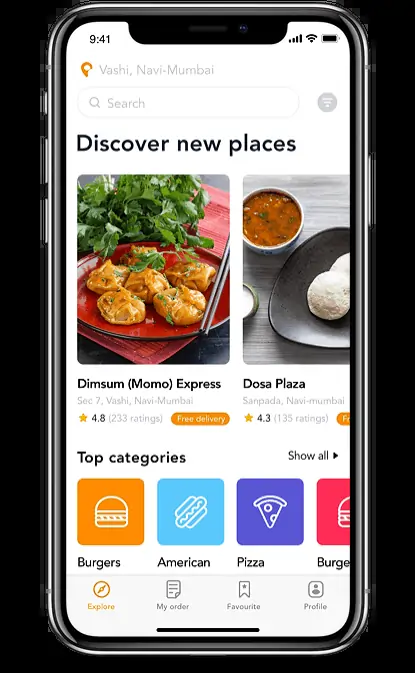 9:41
Vashi, Navi-Mumbai
Search
Discover new places
Dimsum (Momo) Express
Dosa Plaza
Sec 7, Vashi, Navi-Mumbai
Sanpada, Navi-mumbai
4.8 (233 ratings) Free delivery
4.3 (135 ratings) Fr
Top categories
Show all
Burgers
American
Pizza
Burge
Explore
My order
Favourite
Profile